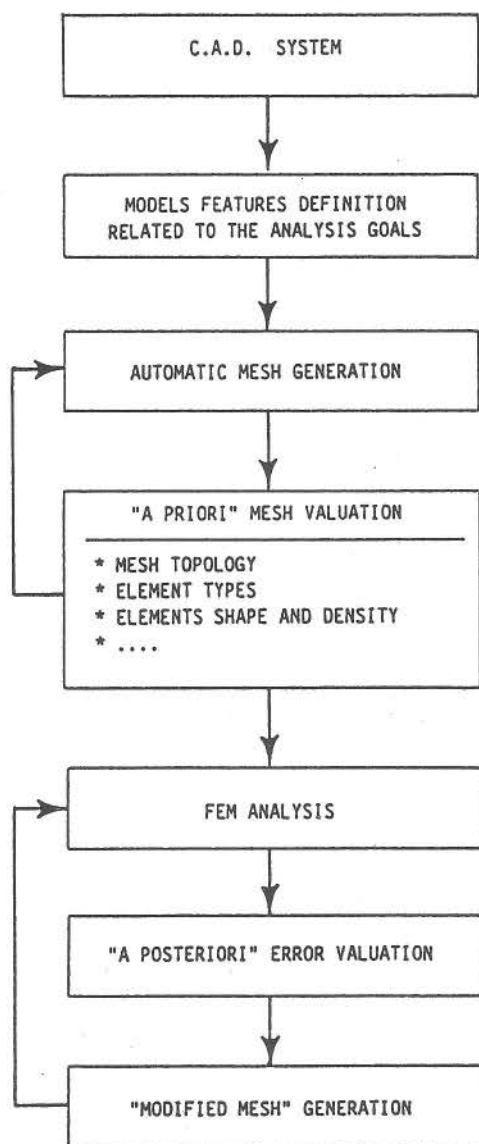 C.A.D. SYSTEM
MODELS FEATURES DEFINITION
RELATED TO THE ANALYSIS GOALS
AUTOMATIC MESH GENERATION
"A PRIORI" MESH VALUATION
* MESH TOPOLOGY
* ELEMENT TYPES
* ELEMENTS SHAPE AND DENSITY
* ....
FEM ANALYSIS
"A POSTERIORI" ERROR VALUATION
"MODIFIED MESH" GENERATION